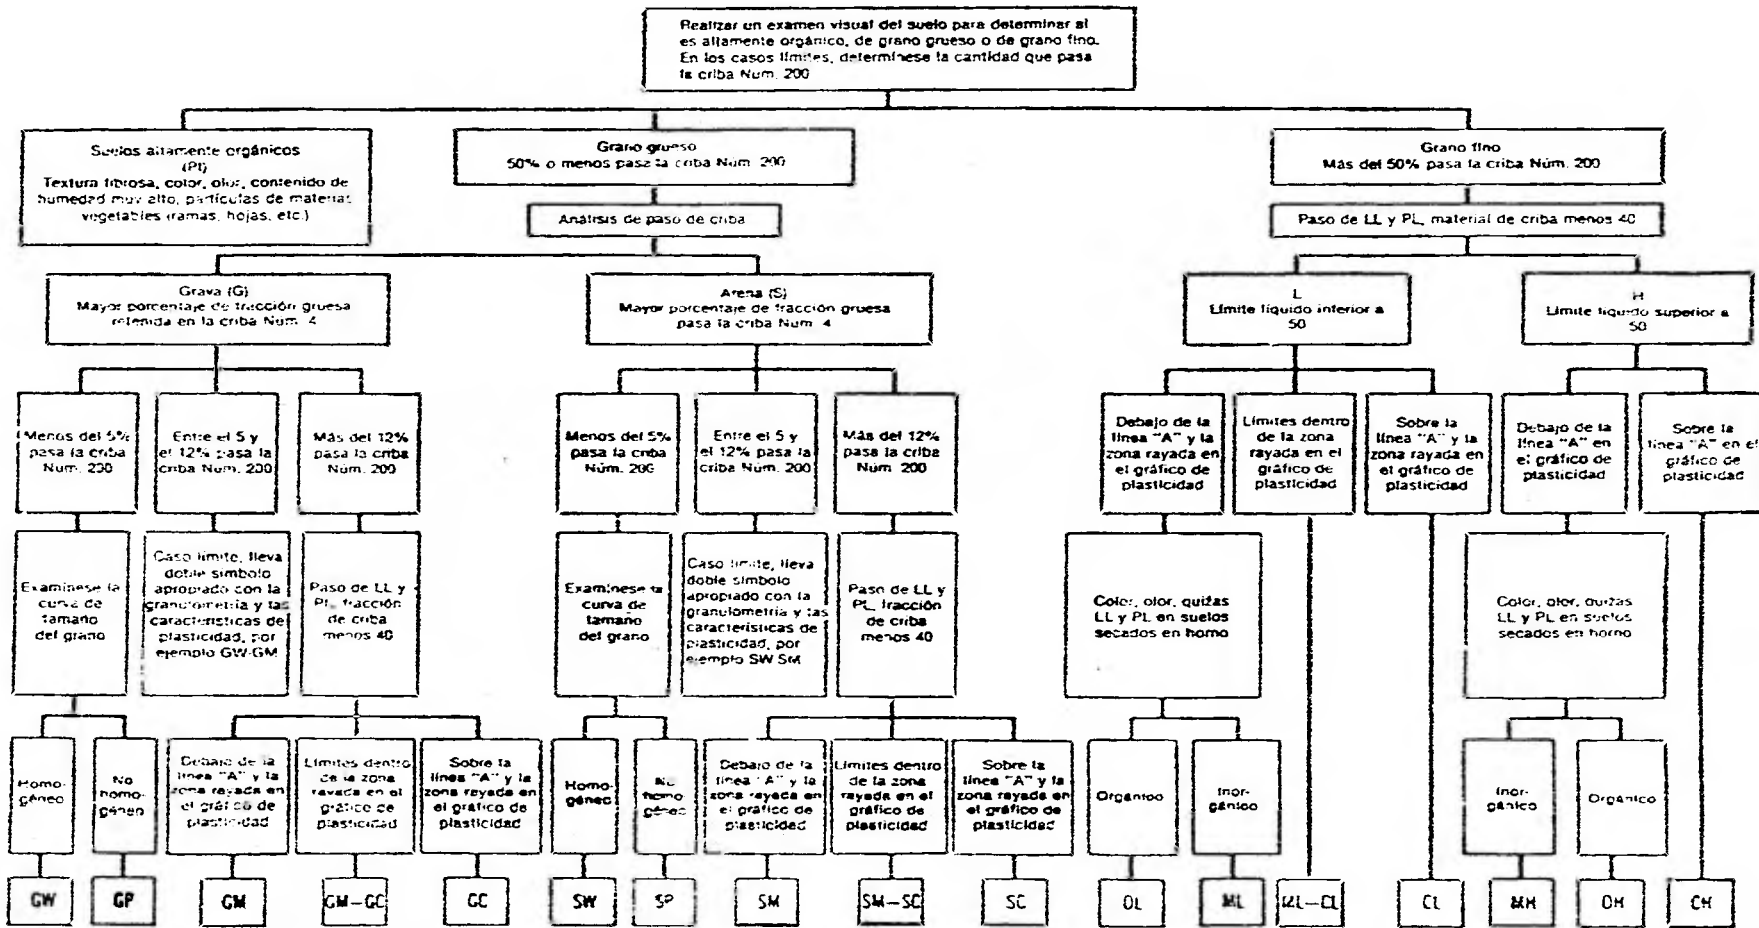 Realizar un examen visual del suelo para determinar si
es altamente orgánico, de grano grueso o de grano fino.
En los casos límites, determínese la cantidad que pasa
la criba Núm. 200
Suelos altamente orgánicos
(Pt)
Textura fibrosa, color, olor, contenido de
humedad muy alto, partículas de materias
vegetables (ramas, hojas, etc.)
Grano grueso
50% o menos pasa la criba Núm. 200
Grano fino
Más del 50% pasa la criba Núm. 200
Análisis de paso de criba
Paso de LL y PL, material de criba menos 40
Grava (G)
Mayor porcentaje de fracción gruesa
retenida en la criba Núm. 4
Arena (S)
Mayor porcentaje de fracción gruesa
pasa la criba Núm. 4
L
Límite líquido inferior a
50
H
Límite líquido superior a
50
Menos del 5%
pasa la criba
Núm. 200
Entre el 5 y
el 12% pasa la
criba Núm. 200
Más del 12%
pasa la criba
Núm. 200
Menos del 5%
pasa la criba
Núm. 200
Entre el 5 y
el 12% pasa la
criba Núm. 200
Más del 12%
pasa la criba
Núm. 200
Debajo de la
línea "A" y la
zona rayada en
el gráfico de
plasticidad
Límites dentro
de la zona
rayada en el
gráfico de
plasticidad
Sobre la
línea "A" y la
zona rayada en
el gráfico de
plasticidad
Debajo de la
línea "A" en
el gráfico de
plasticidad
Sobre la
línea "A" en el
gráfico de
plasticidad
Examínese la
curva de
tamaño
del grano
Caso límite, lleva
doble símbolo
apropiado con la
granulometría y las
características de
plasticidad, por
ejemplo GW-GM
Paso de LL y
PL, fracción
de criba
menos 40
Examínese la
curva de
tamaño
del grano
Caso límite, lleva
doble símbolo
apropiado con la
granulometría y las
características de
plasticidad, por
ejemplo SW-SM
Paso de LL y
PL, fracción
de criba
menos 40
Color, olor, quizás
LL y PL en suelos
secados en horno
Color, olor, quizás
LL y PL en suelos
secados en horno
Homo-
géneo
No
homo-
géneo
Debajo de la
línea "A" y la
zona rayada en
el gráfico de
plasticidad
Límites dentro
de la zona
rayada en el
gráfico de
plasticidad
Sobre la
línea "A" y la
zona rayada en
el gráfico de
plasticidad
Homo-
géneo
No
homo-
géneo
Debajo de la
línea "A" y la
zona rayada en
el gráfico de
plasticidad
Límites dentro
de la zona
rayada en el
gráfico de
plasticidad
Sobre la
línea "A" y la
zona rayada en
el gráfico de
plasticidad
Orgánico
Inor-
gánico
Inor-
gánico
Orgánico
GW
GP
GM
GM-GC
GC
SW
SP
SM
SM-SC
SC
OL
ML
ML-CL
CL
MH
OH
CH